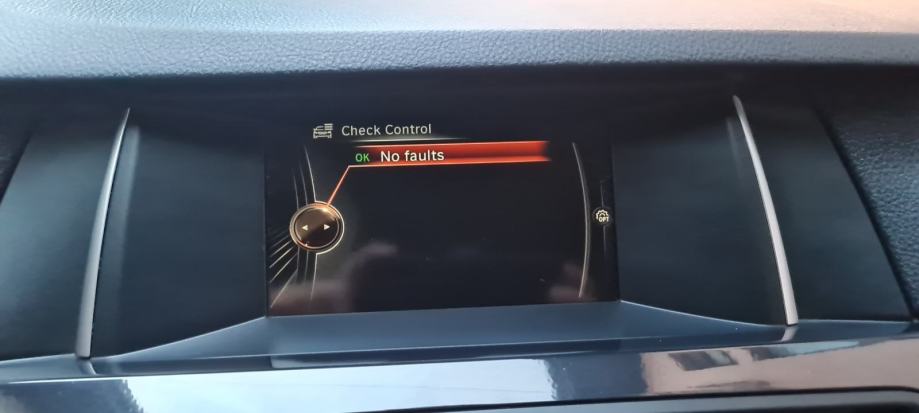 Check Control
OK No faults
OPT